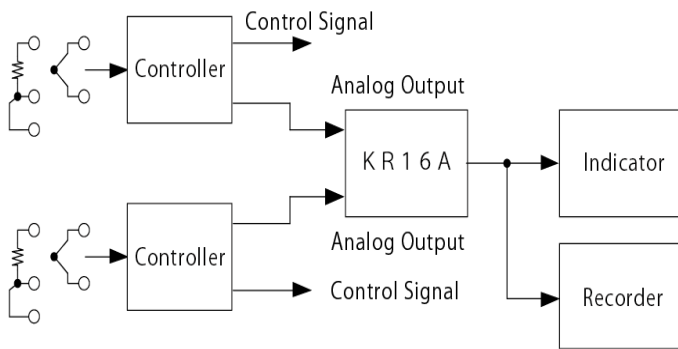 Control Signal
Controller
Analog Output
K R 1 6 A
Indicator
Controller
Analog Output
Control Signal
Recorder